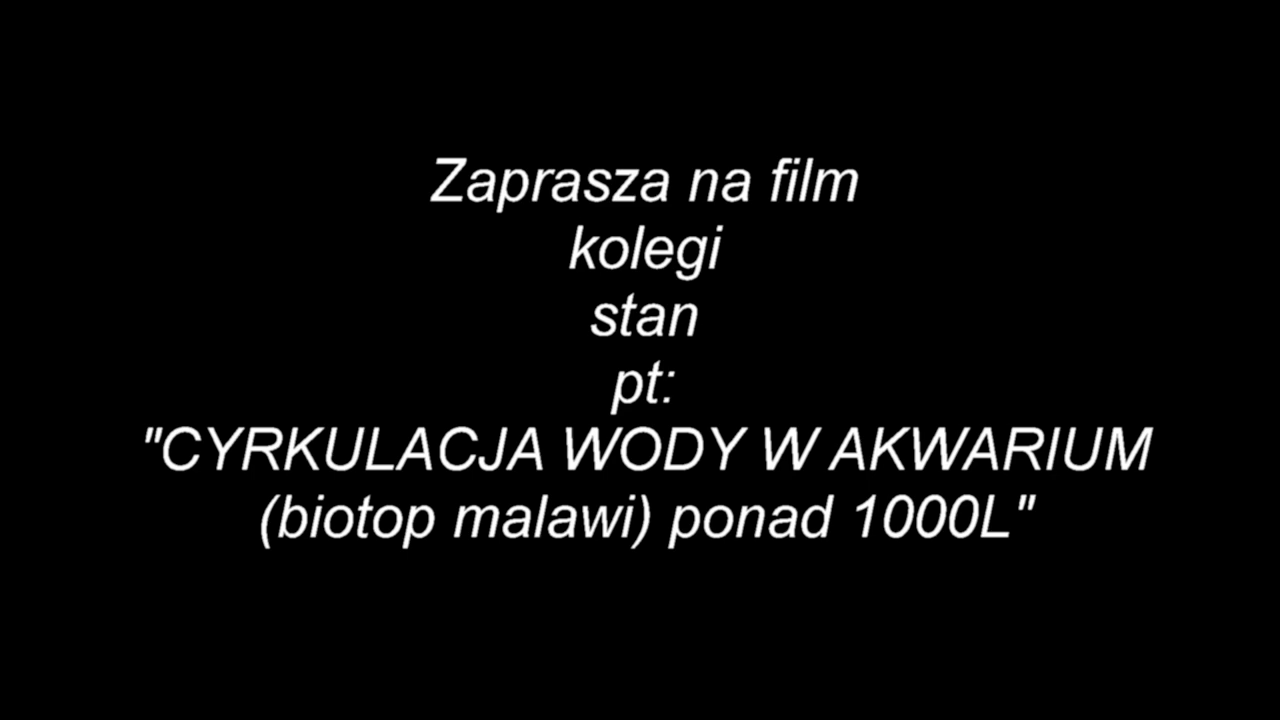 Zaprasza na film
kolegi
stan
pt:
"CYRKULACJA WODY W AKWARIUM
(biotop malawi) ponad 1000L"